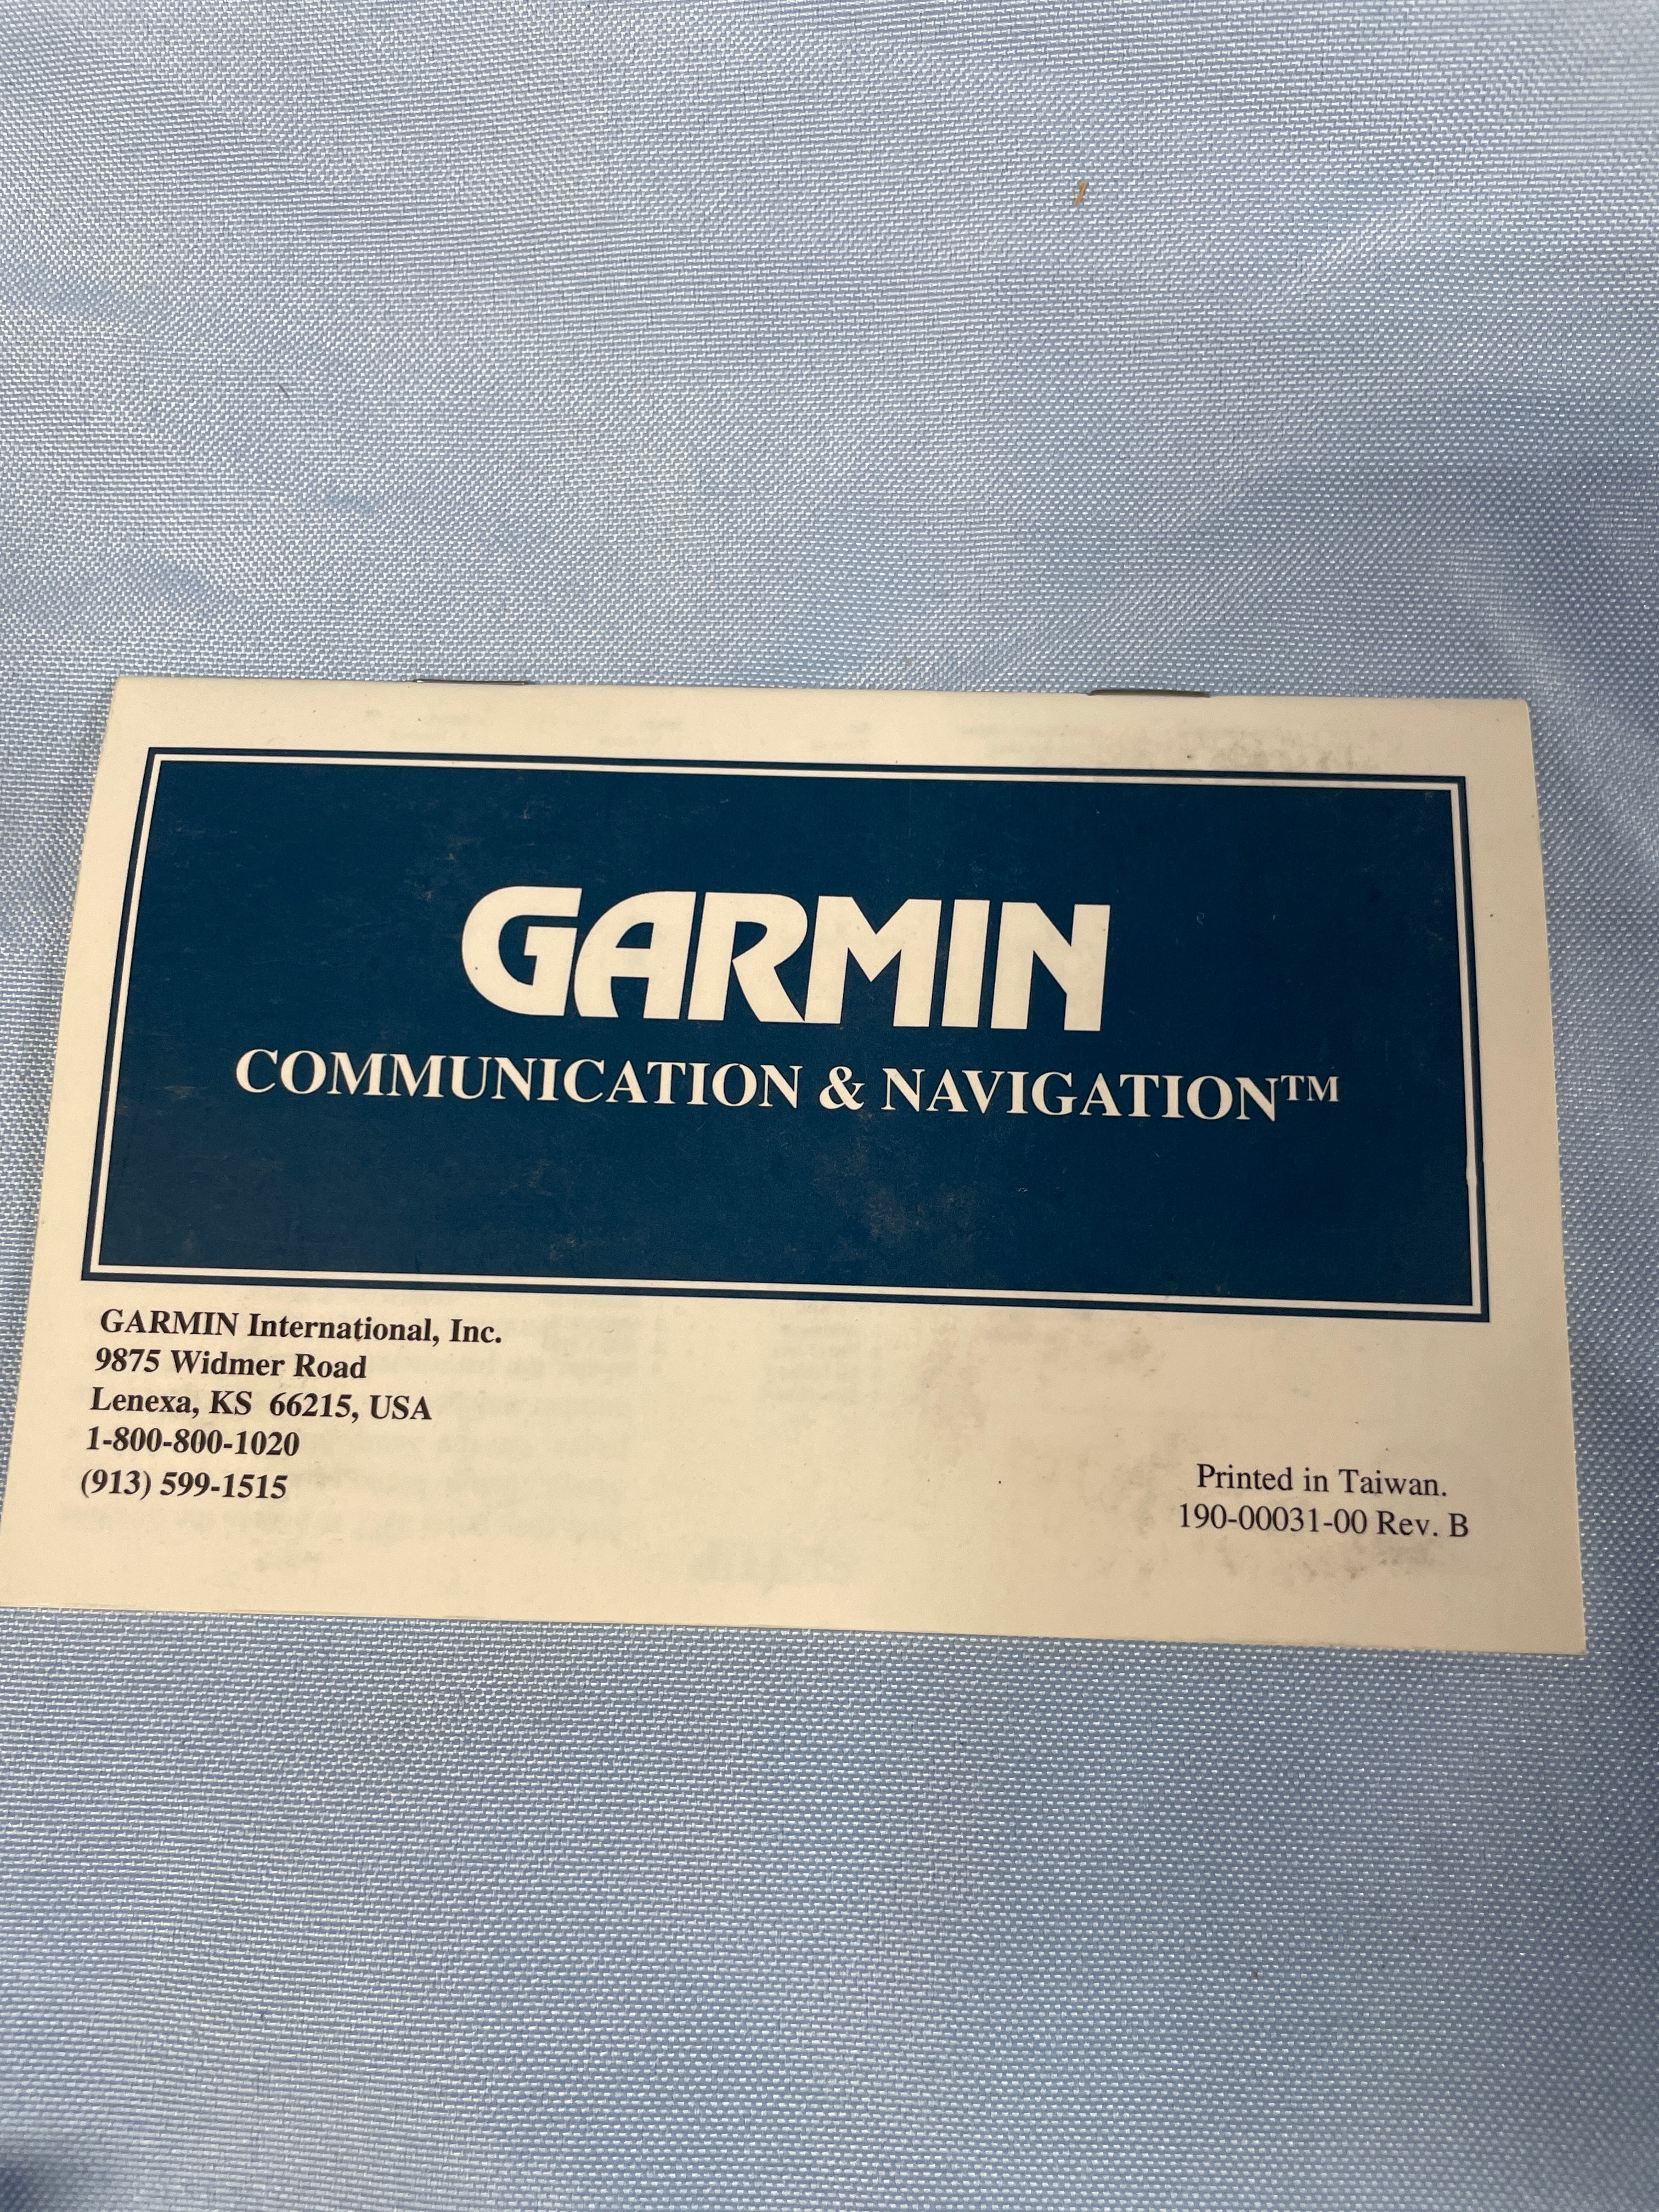 GARMIN
COMMUNICATION & NAVIGATION™
GARMIN International, Inc.
9875 Widmer Road
Lenexa, KS  66215, USA
1-800-800-1020
(913) 599-1515
Printed in Taiwan.
190-00031-00 Rev. B